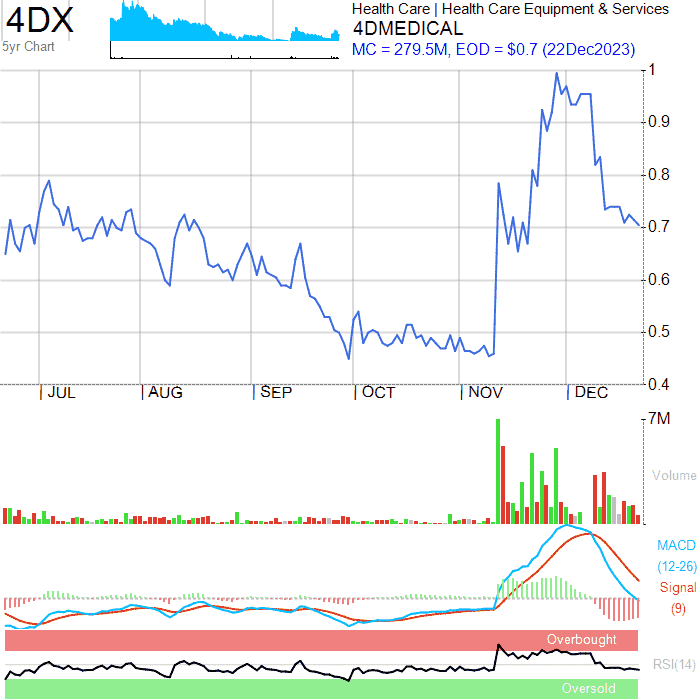 4DX
5yr Chart
Health Care | Health Care Equipment & Services
4DMEDICAL
MC = 279.5M, EOD = $0.7 (22Dec2023)
1
0.9
0.8
0.7
0.6
0.5
0.4
JUL AUG SEP OCT NOV DEC
7M
Volume
MACD
(12-26)
Signal
(9)
Overbought
RSI(14)
Oversold